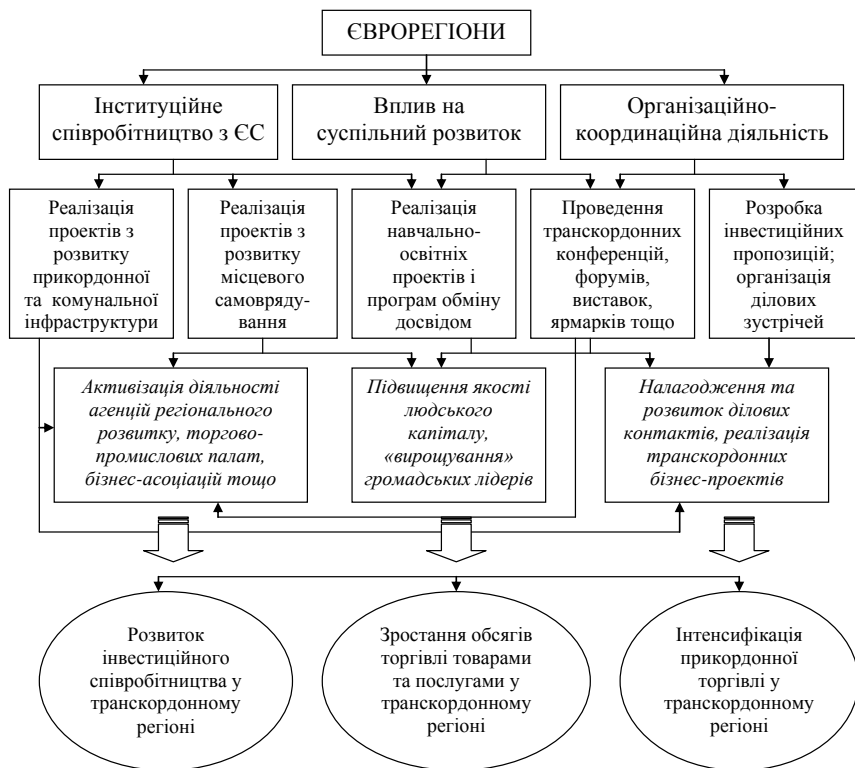 ЄВРОРЕГІОНИ
Інституційне
співробітництво з ЄС
Вплив на
суспільний розвиток
Організаційно-
координаційна діяльність
Реалізація
проектів з
розвитку
прикордонної
та комунальної
інфраструктури
Реалізація
проектів з
розвитку
місцевого
самовряду-
вання
Реалізація
навчально-
освітніх
проектів і
програм обміну
досвідом
Проведення
транскордонних
конференцій,
форумів,
виставок,
ярмарків тощо
Розробка
інвестиційних
пропозицій;
організація
ділових
зустрічей
Активізація діяльності
агенцій регіонального
розвитку, торгово-
промислових палат,
бізнес-асоціацій тощо
Підвищення якості
людського
капіталу,
«вирощування»
громадських лідерів
Налагодження та
розвиток ділових
контактів, реалізація
транскордонних
бізнес-проектів
Розвиток
інвестиційного
співробітництва у
транскордонному
регіоні
Зростання обсягів
торгівлі товарами
та послугами у
транскордонному
регіоні
Інтенсифікація
прикордонної
торгівлі у
транскордонному
регіоні